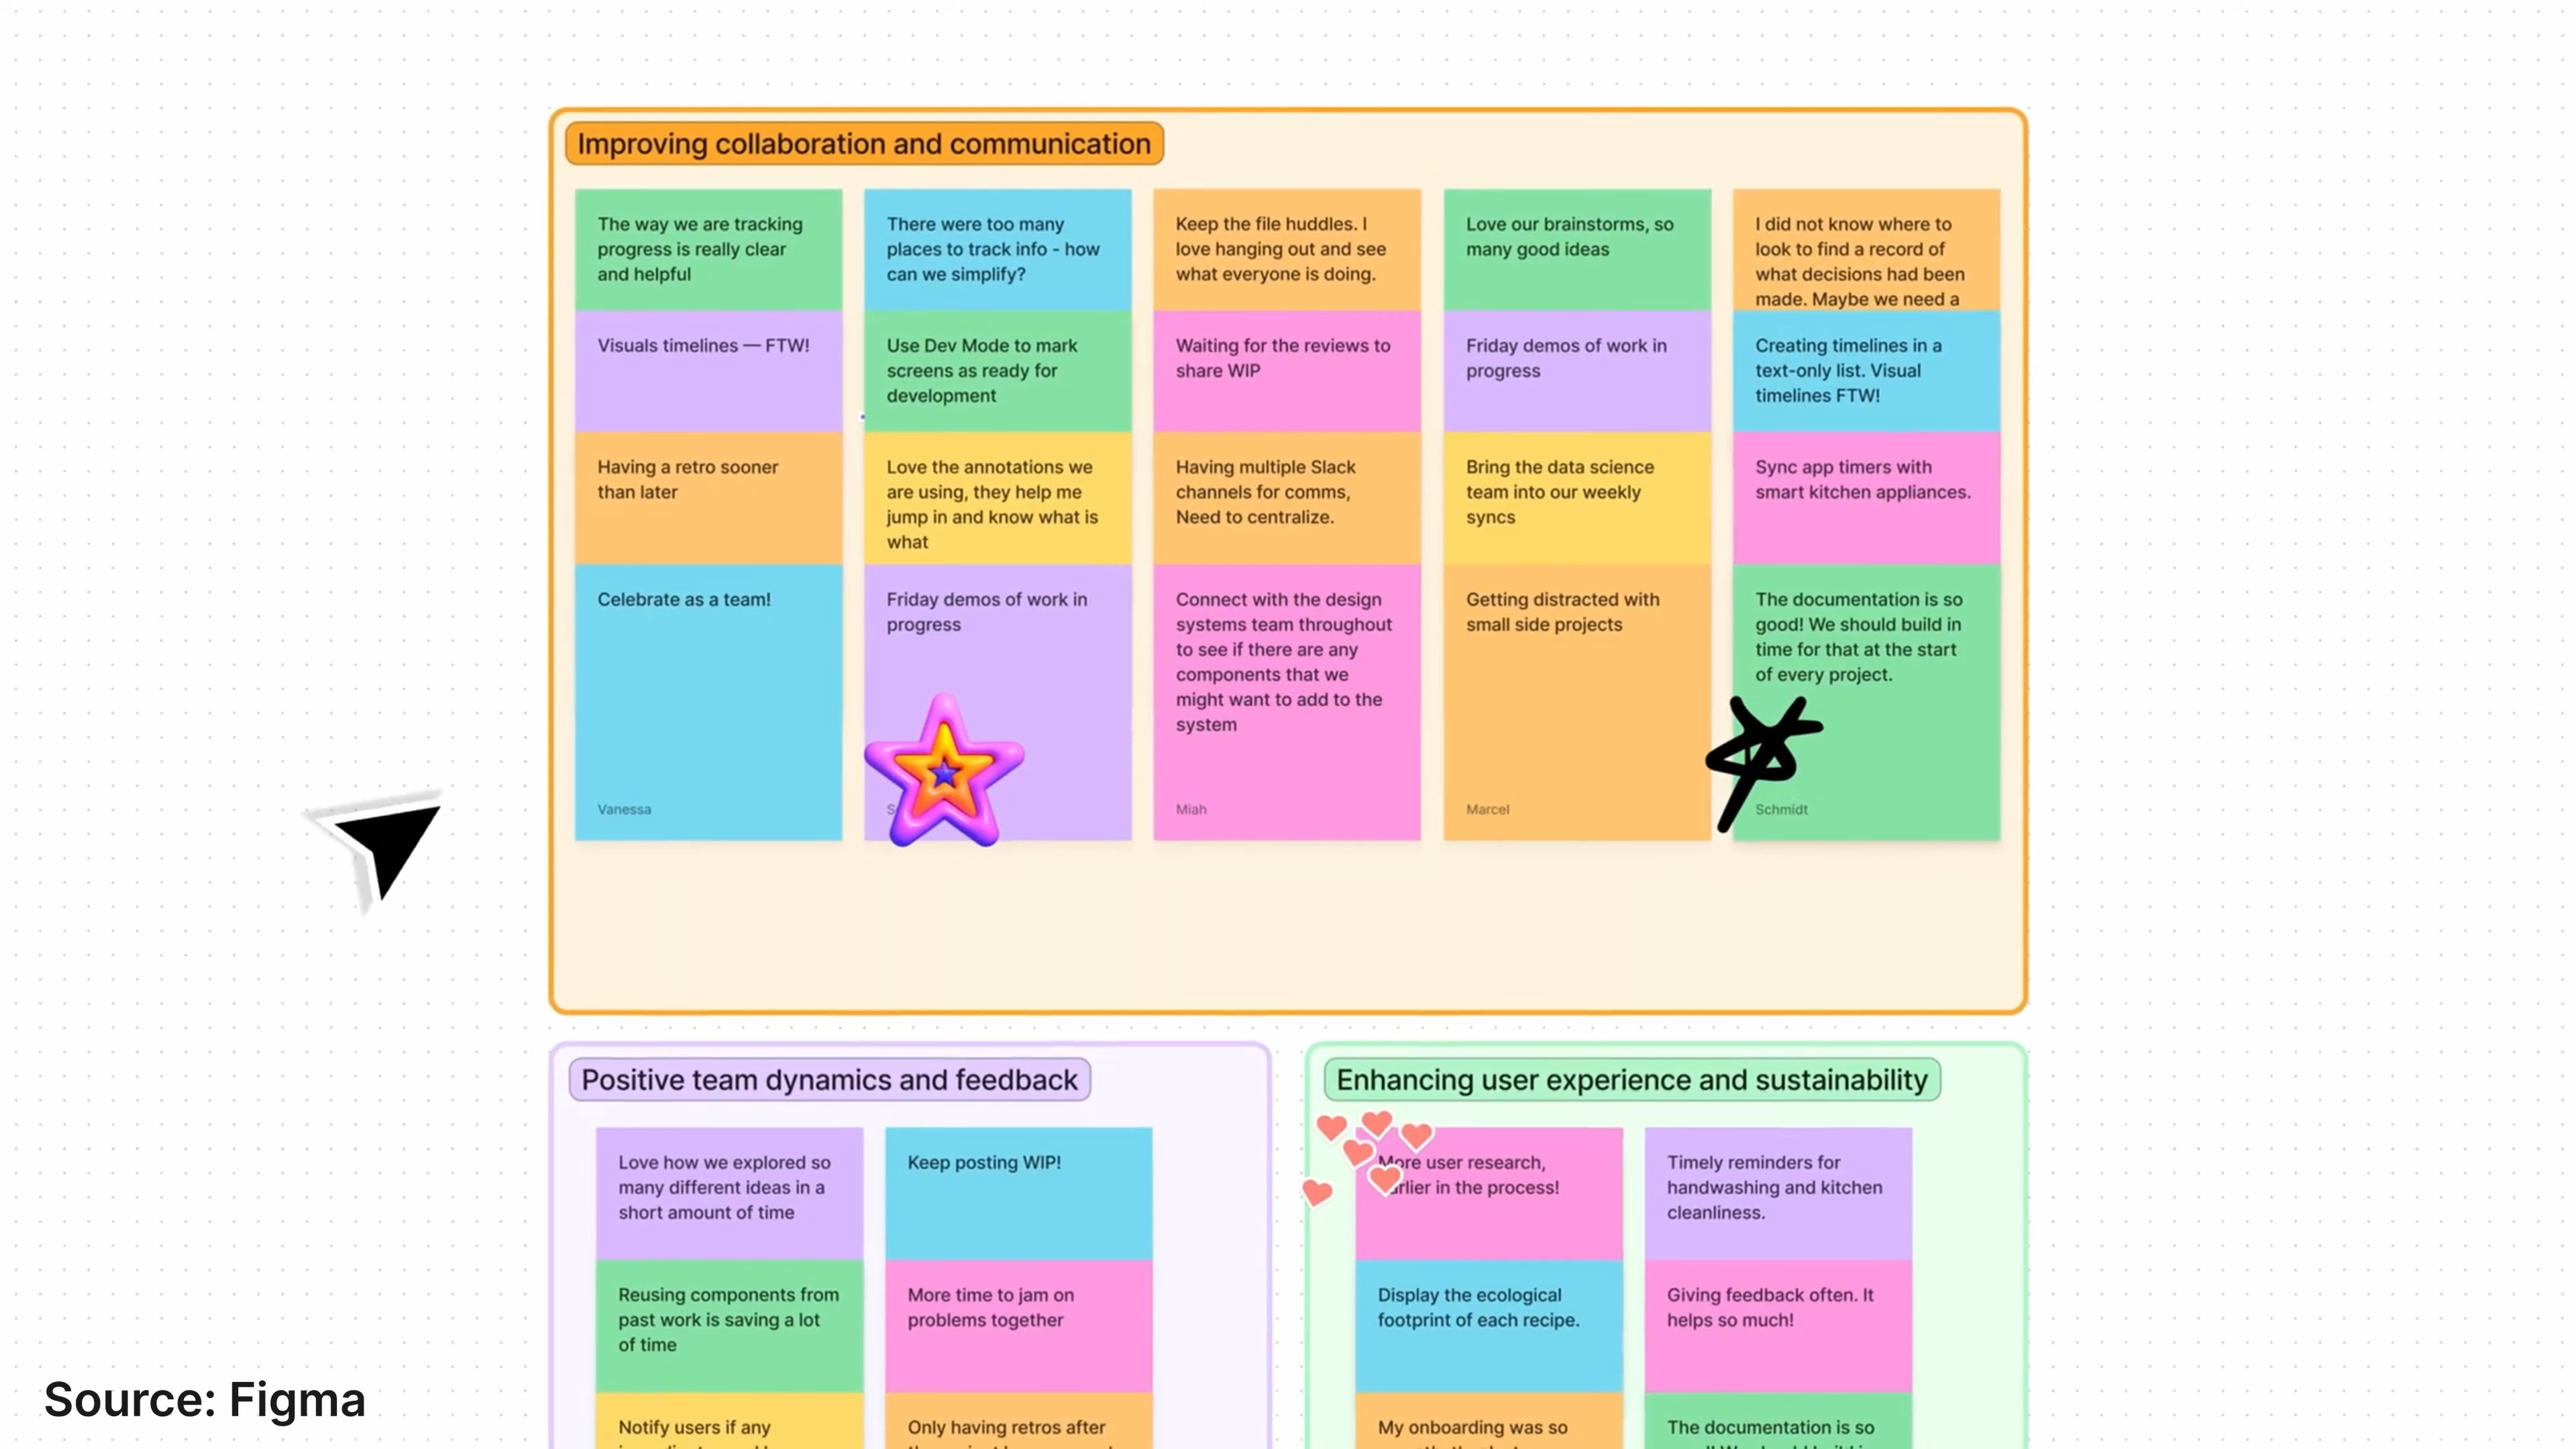 Improving collaboration and communication
The way we are tracking
progress is really clear
and helpful
There were too many
places to track info - how
can we simplify?
Keep the file huddles. I
love hanging out and see
what everyone is doing.
Love our brainstorms, so
many good ideas
I did not know where to
look to find a record of
what decisions had been
made. Maybe we need a
Visuals timelines — FTW!
Use Dev Mode to mark
screens as ready for
development
Waiting for the reviews to
share WIP
Friday demos of work in
progress
Creating timelines in a
text-only list. Visual
timelines FTW!
Having a retro sooner
than later
Love the annotations we
are using, they help me
jump in and know what is
what
Having multiple Slack
channels for comms,
Need to centralize.
Bring the data science
team into our weekly
syncs
Sync app timers with
smart kitchen appliances.
Celebrate as a team!
Vanessa
Friday demos of work in
progress
Connect with the design
systems team throughout
to see if there are any
components that we
might want to add to the
system
Miah
Getting distracted with
small side projects
Marcel
The documentation is so
good! We should build in
time for that at the start
of every project.
Schmidt
Positive team dynamics and feedback
Love how we explored so
many different ideas in a
short amount of time
Keep posting WIP!
Reusing components from
past work is saving a lot
of time
More time to jam on
problems together
Notify users if any
Only having retros after
Enhancing user experience and sustainability
More user research,
in the process!
Timely reminders for
handwashing and kitchen
cleanliness.
Display the ecological
footprint of each recipe.
Giving feedback often. It
helps so much!
My onboarding was so
The documentation is so
Source: Figma